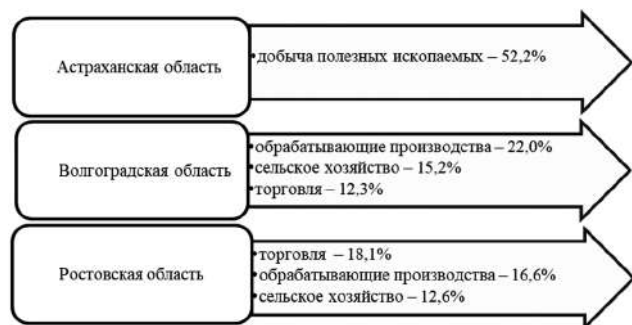 Астраханская область
•добыча полезных ископаемых – 52,2%
Волгоградская область
•обрабатывающие производства – 22,0%
•сельское хозяйство – 15,2%
•торговля – 12,3%
Ростовская область
•торговля – 18,1%
•обрабатывающие производства – 16,6%
•сельское хозяйство – 12,6%